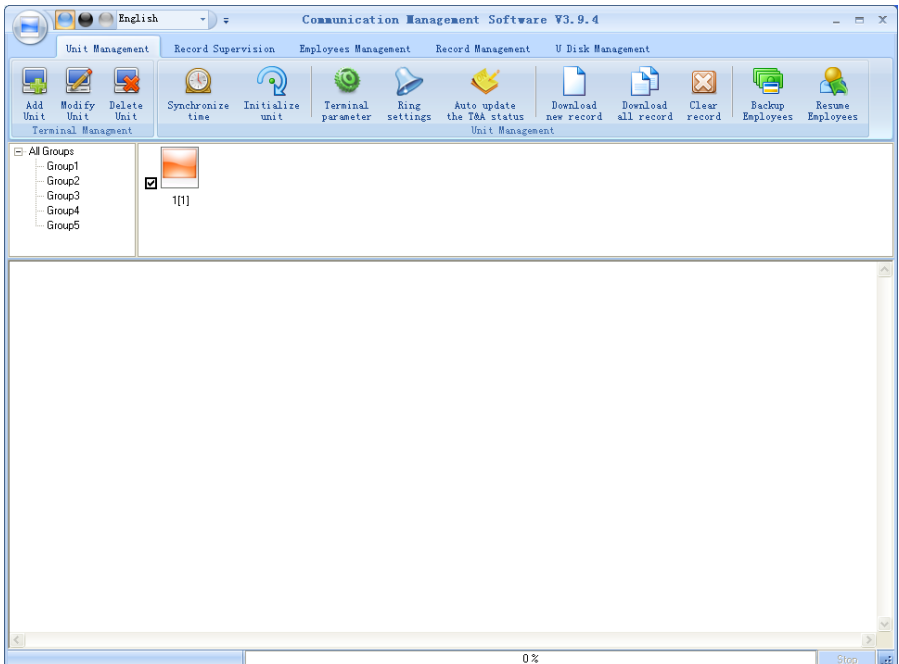 English
Communication Management Software V3.9.4
Unit Management Record Supervision Employees Management Record Management U Disk Management
Add Unit
Modify Unit
Delete Unit
Synchronize time
Initialize unit
Terminal parameter
Ring settings
Auto update the T&A status
Download new record
Download all record
Clear record
Backup Employees
Resume Employees
Terminal Managment
Unit Management
All Groups
Group1
Group2
Group3
Group4
Group5
1[1]
0 %
Stop